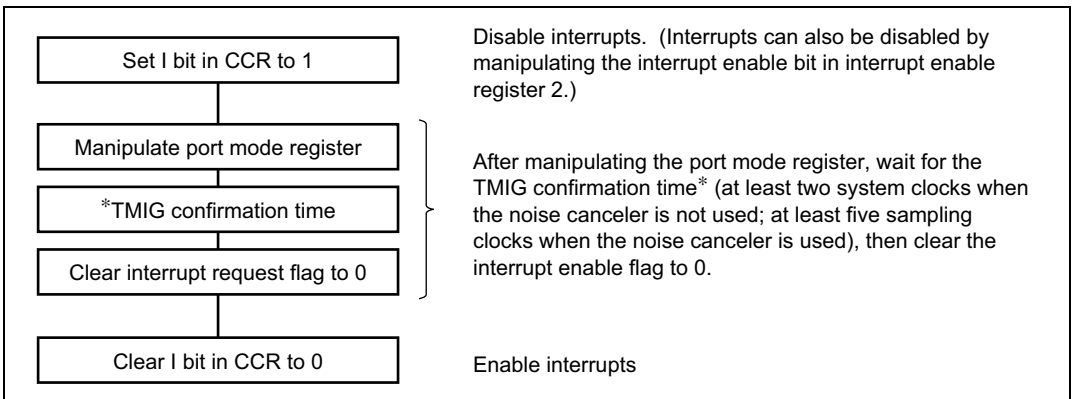 Set I bit in CCR to 1
Disable interrupts. (Interrupts can also be disabled by
manipulating the interrupt enable bit in interrupt enable
register 2.)
Manipulate port mode register
*TMIG confirmation time
Clear interrupt request flag to 0
After manipulating the port mode register, wait for the
TMIG confirmation time* (at least two system clocks when
the noise canceler is not used; at least five sampling
clocks when the noise canceler is used), then clear the
interrupt enable flag to 0.
Clear I bit in CCR to 0
Enable interrupts